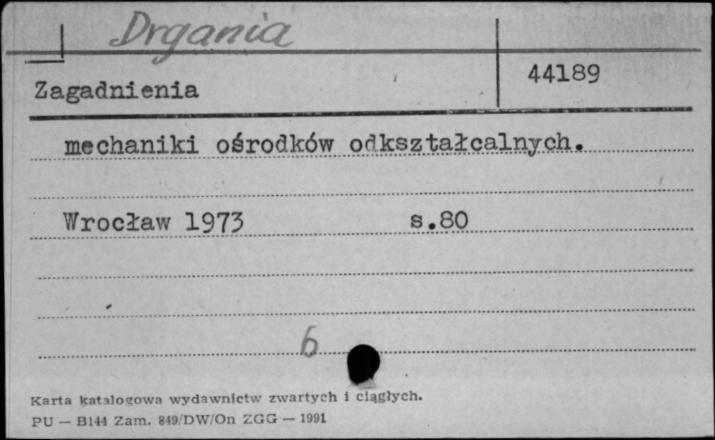 Drgania
44189
Zagadnienia
mechaniki ośrodków odkształcalnych.
Wrocław 1973 s.80
6
Karta katalogowa wydawnictw zwartych i ciągłych.
PU — B144 Zam. 849/DW/On ZGG — 1991